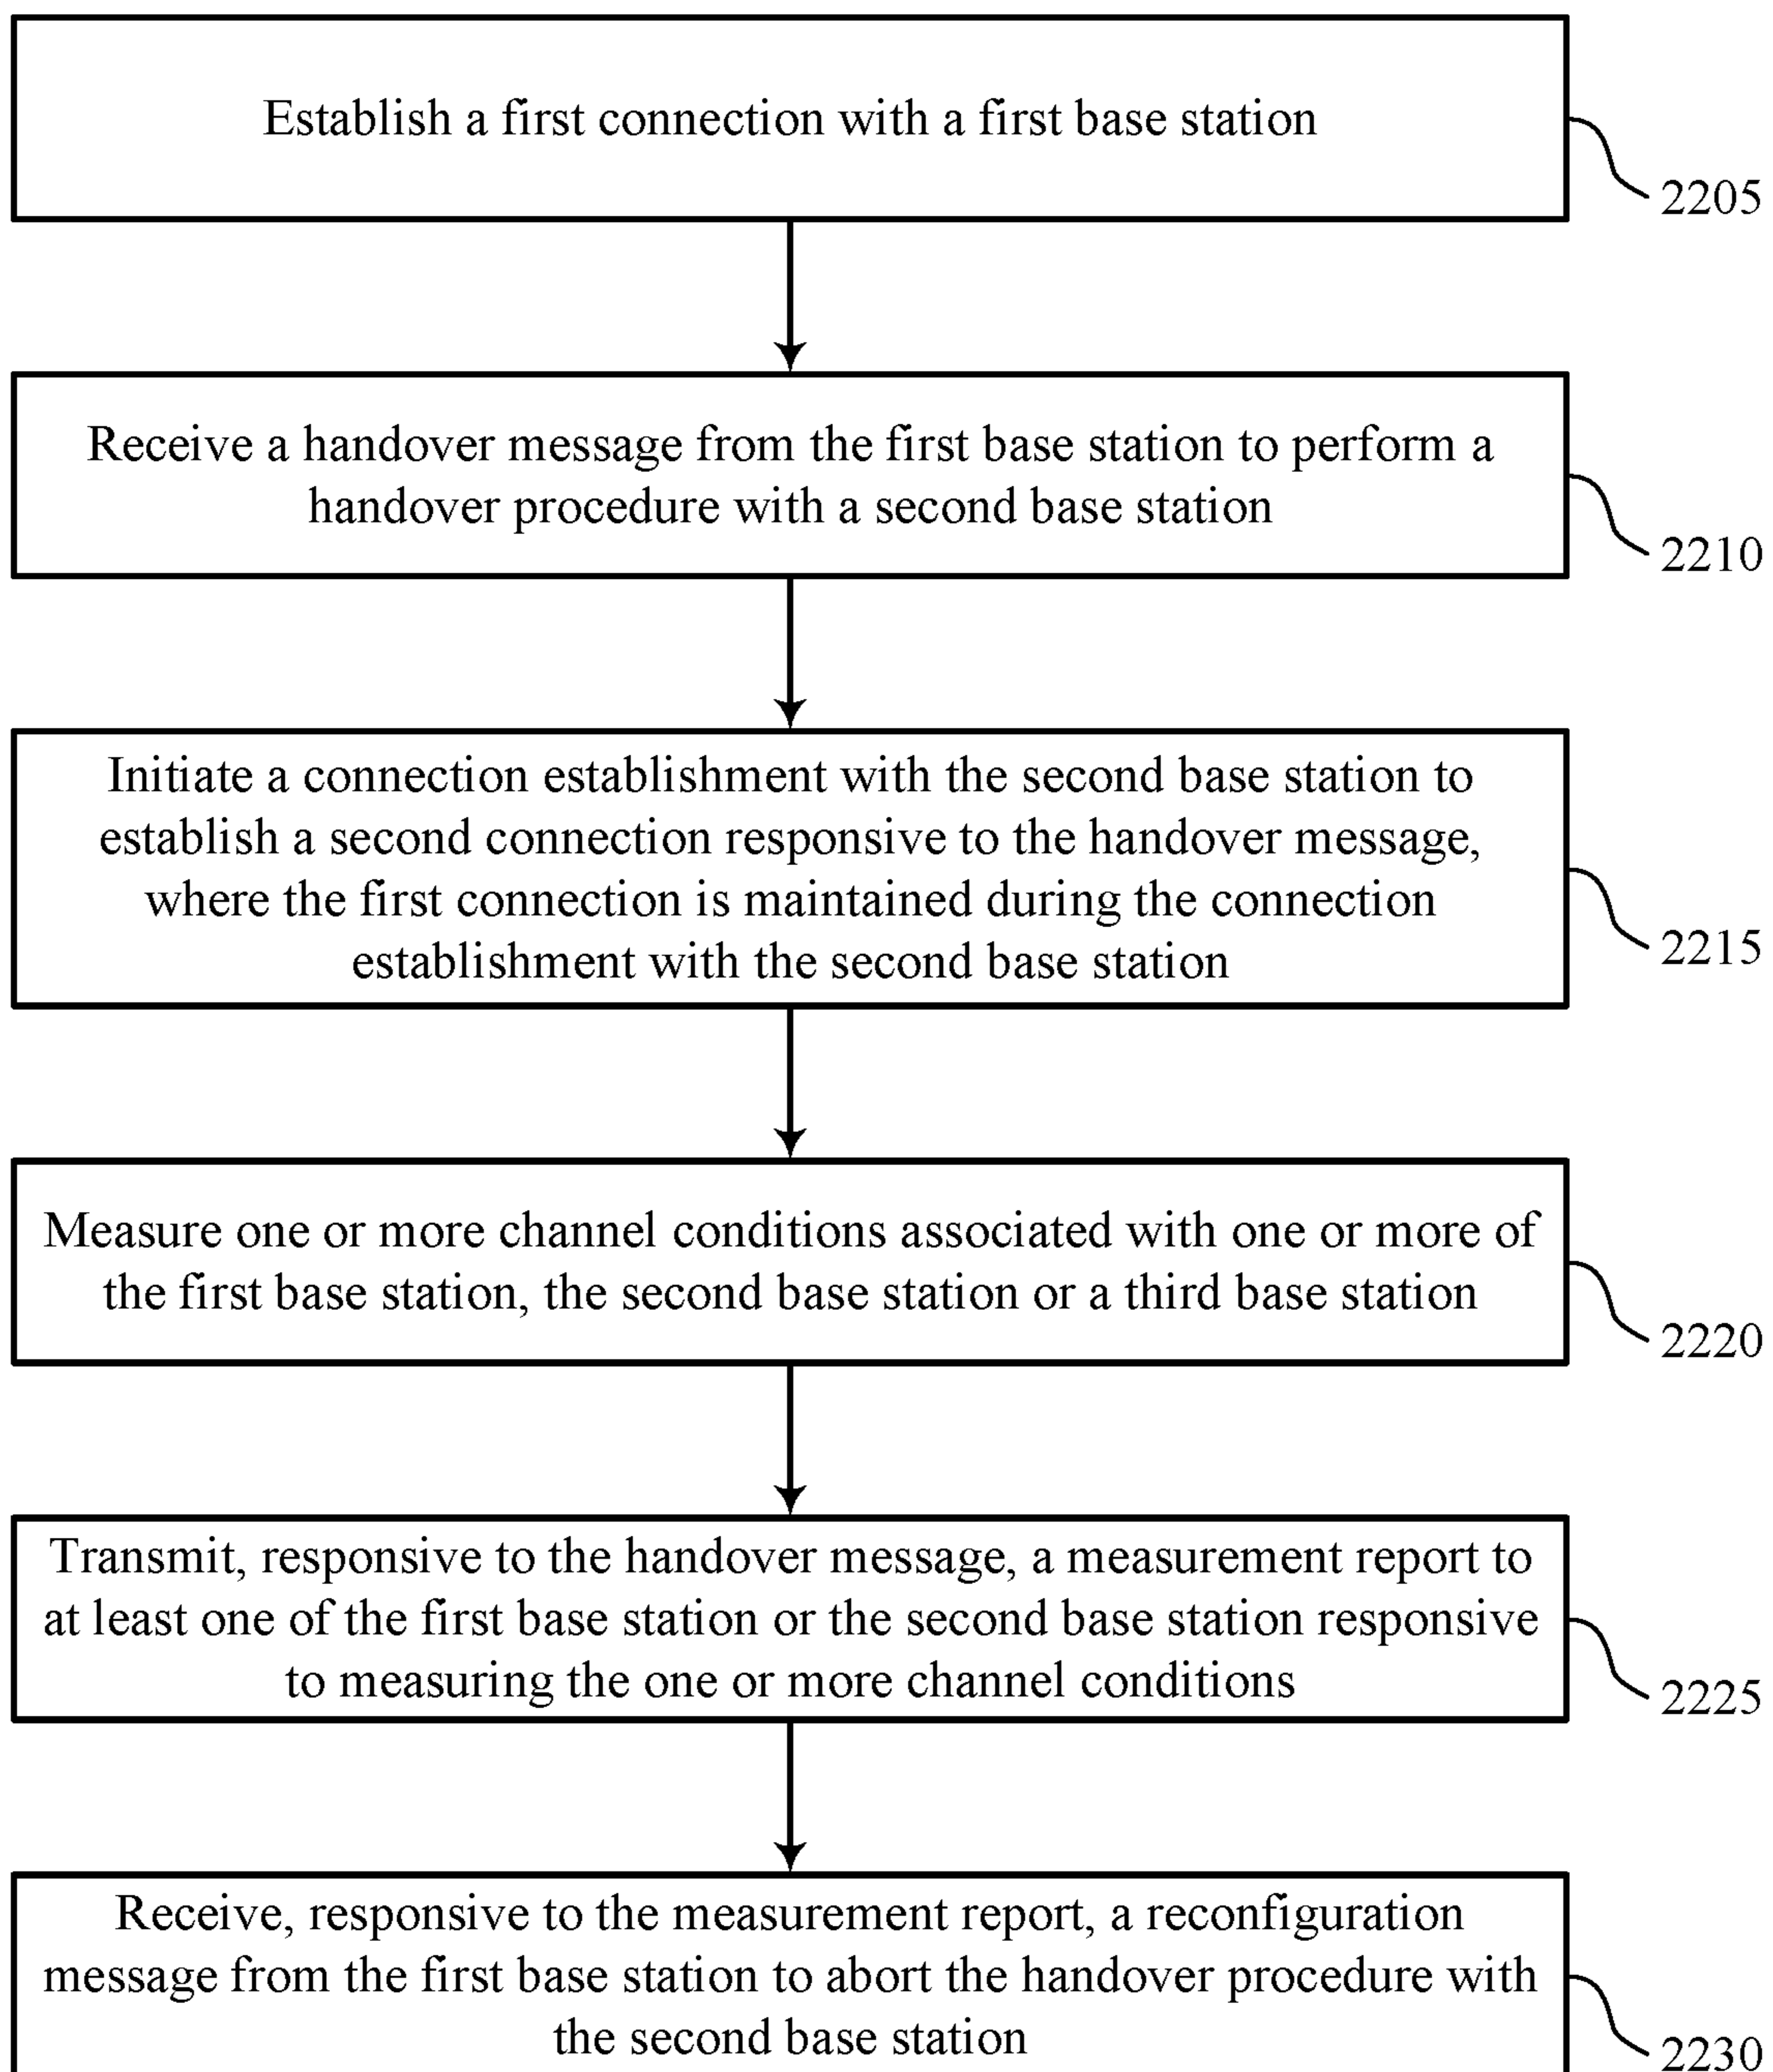 Establish a first connection with a first base station
2205
Receive a handover message from the first base station to perform a
handover procedure with a second base station
2210
Initiate a connection establishment with the second base station to
establish a second connection responsive to the handover message,
where the first connection is maintained during the connection
establishment with the second base station
2215
Measure one or more channel conditions associated with one or more of
the first base station, the second base station or a third base station
2220
Transmit, responsive to the handover message, a measurement report to
at least one of the first base station or the second base station responsive
to measuring the one or more channel conditions
2225
Receive, responsive to the measurement report, a reconfiguration
message from the first base station to abort the handover procedure with
the second base station
2230